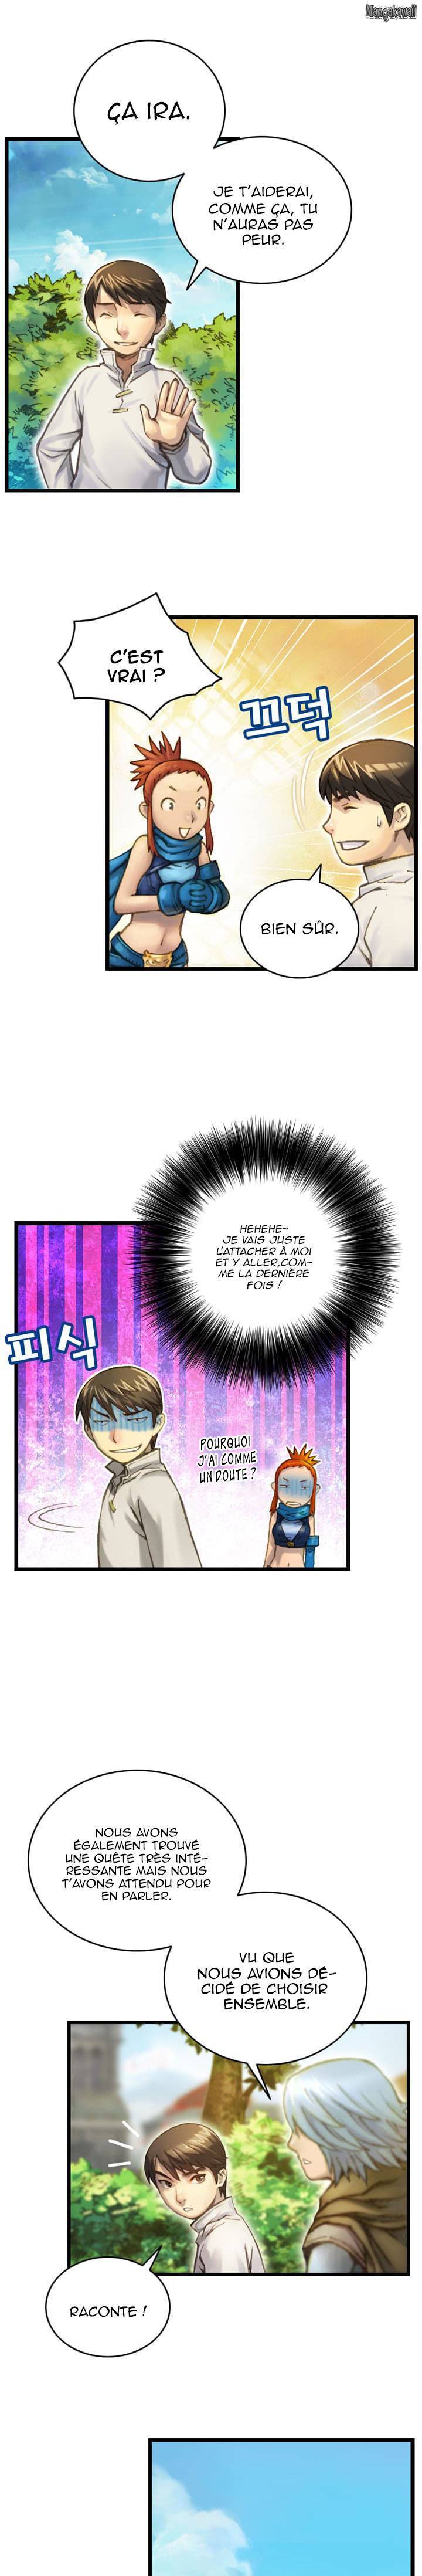 Mangakawaii
ÇA IRA.
JE T'AIDERAI,
COMME ÇA, TU
N'AURAS PAS
PEUR.
C'EST
VRAI ?
끄덕
BIEN SÛR.
HEHEHE~
JE VAIS JUSTE
L'ATTACHER À MOI
ET Y ALLER,COM-
ME LA DERNIÈRE
FOIS !
피식
POURQUOI
J'AI COMME
UN DOUTE ?
NOUS AVONS
ÉGALEMENT TROUVÉ
UNE QUÊTE TRÈS INTÉ-
RESSANTE MAIS NOUS
T'AVONS ATTENDU POUR
EN PARLER.
VU QUE
NOUS AVIONS DÉ-
CIDÉ DE CHOISIR
ENSEMBLE.
RACONTE !